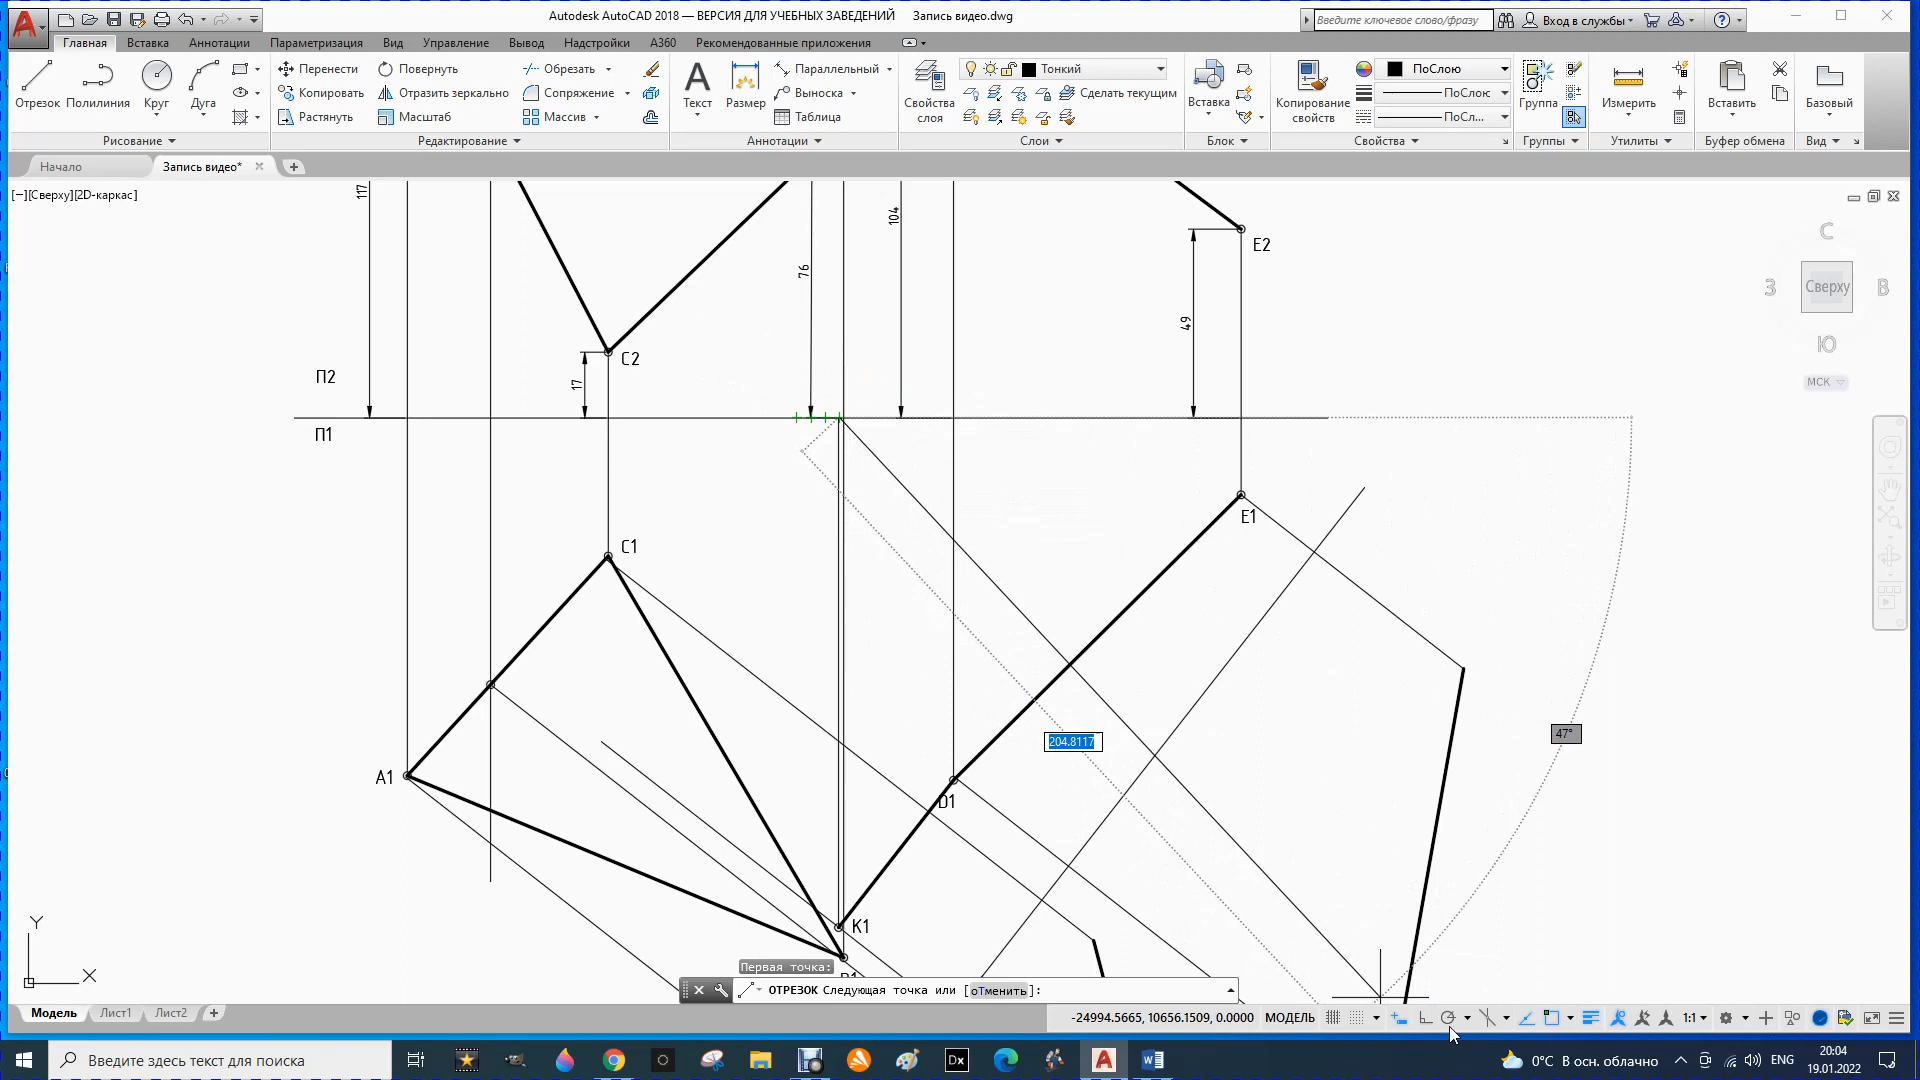 Autodesk AutoCAD 2018 — ВЕРСИЯ ДЛЯ УЧЕБНЫХ ЗАВЕДЕНИЙ Запись видео.dwg
Введите ключевое слово/фразу
Вход в службы
Главная Вставка Аннотации Параметризация Вид Управление Вывод Надстройки A360 Рекомендованные приложения
Отрезок Полилиния Круг Дуга
Перенести Повернуть Обрезать
Копировать Отразить зеркально Сопряжение
Растянуть Масштаб Массив
Текст Размер
Параллельный
Выноска
Таблица
Свойства слоя
Тонкий
Сделать текущим
Вставка
Копирование свойств
ПоСлою
ПоСлою
ПоСл...
Группа Измерить Вставить Базовый
Рисование Редактирование Аннотации Слои Блок Свойства Группы Утилиты Буфер обмена Вид
Начало Запись видео*
[−][Сверху][2D-каркас]
117
104
76
49
17
E2
C2
П2
П1
E1
C1
A1
D1
K1
С
З Сверху В
Ю
МСК
204.8117
47°
Первая точка:
ОТРЕЗОК Следующая точка или [оТменить]:
Y
X
Модель Лист1 Лист2
-24994.5665, 10656.1509, 0.0000 МОДЕЛЬ 1:1
Введите здесь текст для поиска
Dx
0°C В осн. облачно
ENG
20:04
19.01.2022